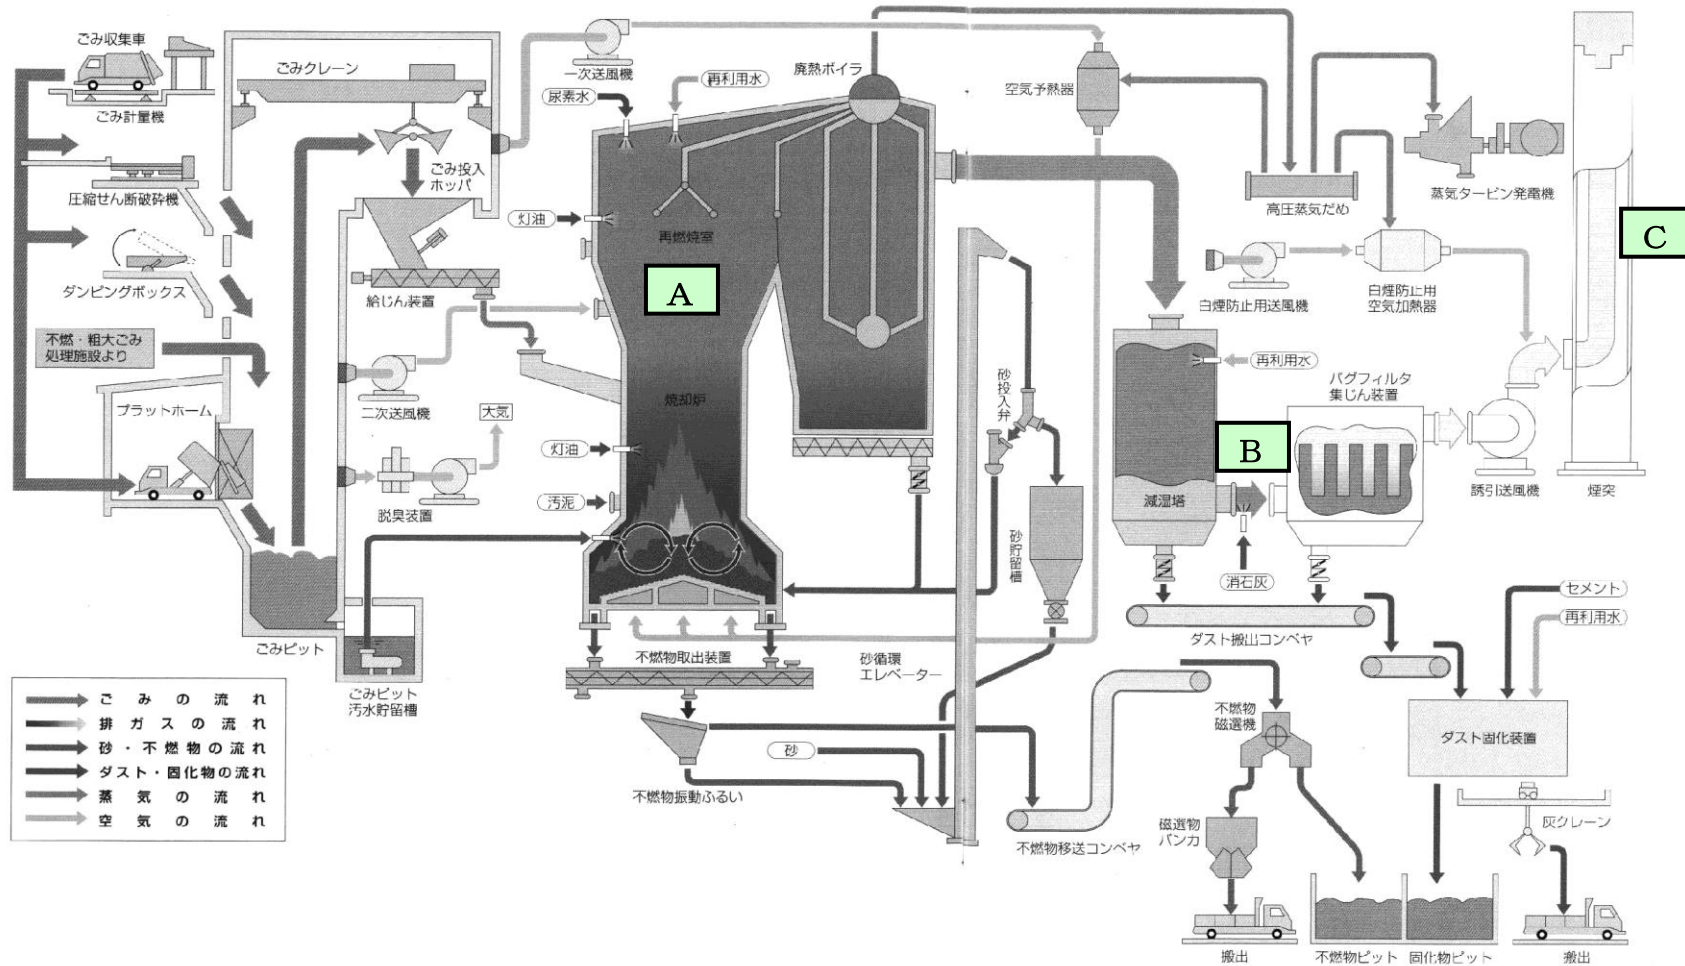 ごみ収集車
ごみ計量機
圧縮せん断破砕機
ダンピングボックス
不燃・粗大ごみ
処理施設より
プラットホーム
ごみクレーン
ごみ投入
ホッパ
給じん装置
二次送風機
大気
脱臭装置
ごみピット
ごみピット
汚水貯留槽
一次送風機
尿素水
再利用水
廃熱ボイラ
灯油
再燃焼室
A
焼却炉
灯油
汚泥
不燃物取出装置
不燃物振動ふるい
砂
砂循環
エレベーター
砂投入弁
砂貯留槽
空気予熱器
高圧蒸気だめ
蒸気タービン発電機
白煙防止用送風機
白煙防止用
空気加熱器
C
再利用水
減温塔
B
バグフィルタ
集じん装置
誘引送風機
煙突
消石灰
ダスト搬出コンベヤ
セメント
再利用水
ダスト固化装置
灰クレーン
不燃物
磁選機
不燃物移送コンベヤ
磁選物
バンカ
搬出
不燃物ピット
固化物ピット
搬出
ごみの流れ
排ガスの流れ
砂・不燃物の流れ
ダスト・固化物の流れ
蒸気の流れ
空気の流れ